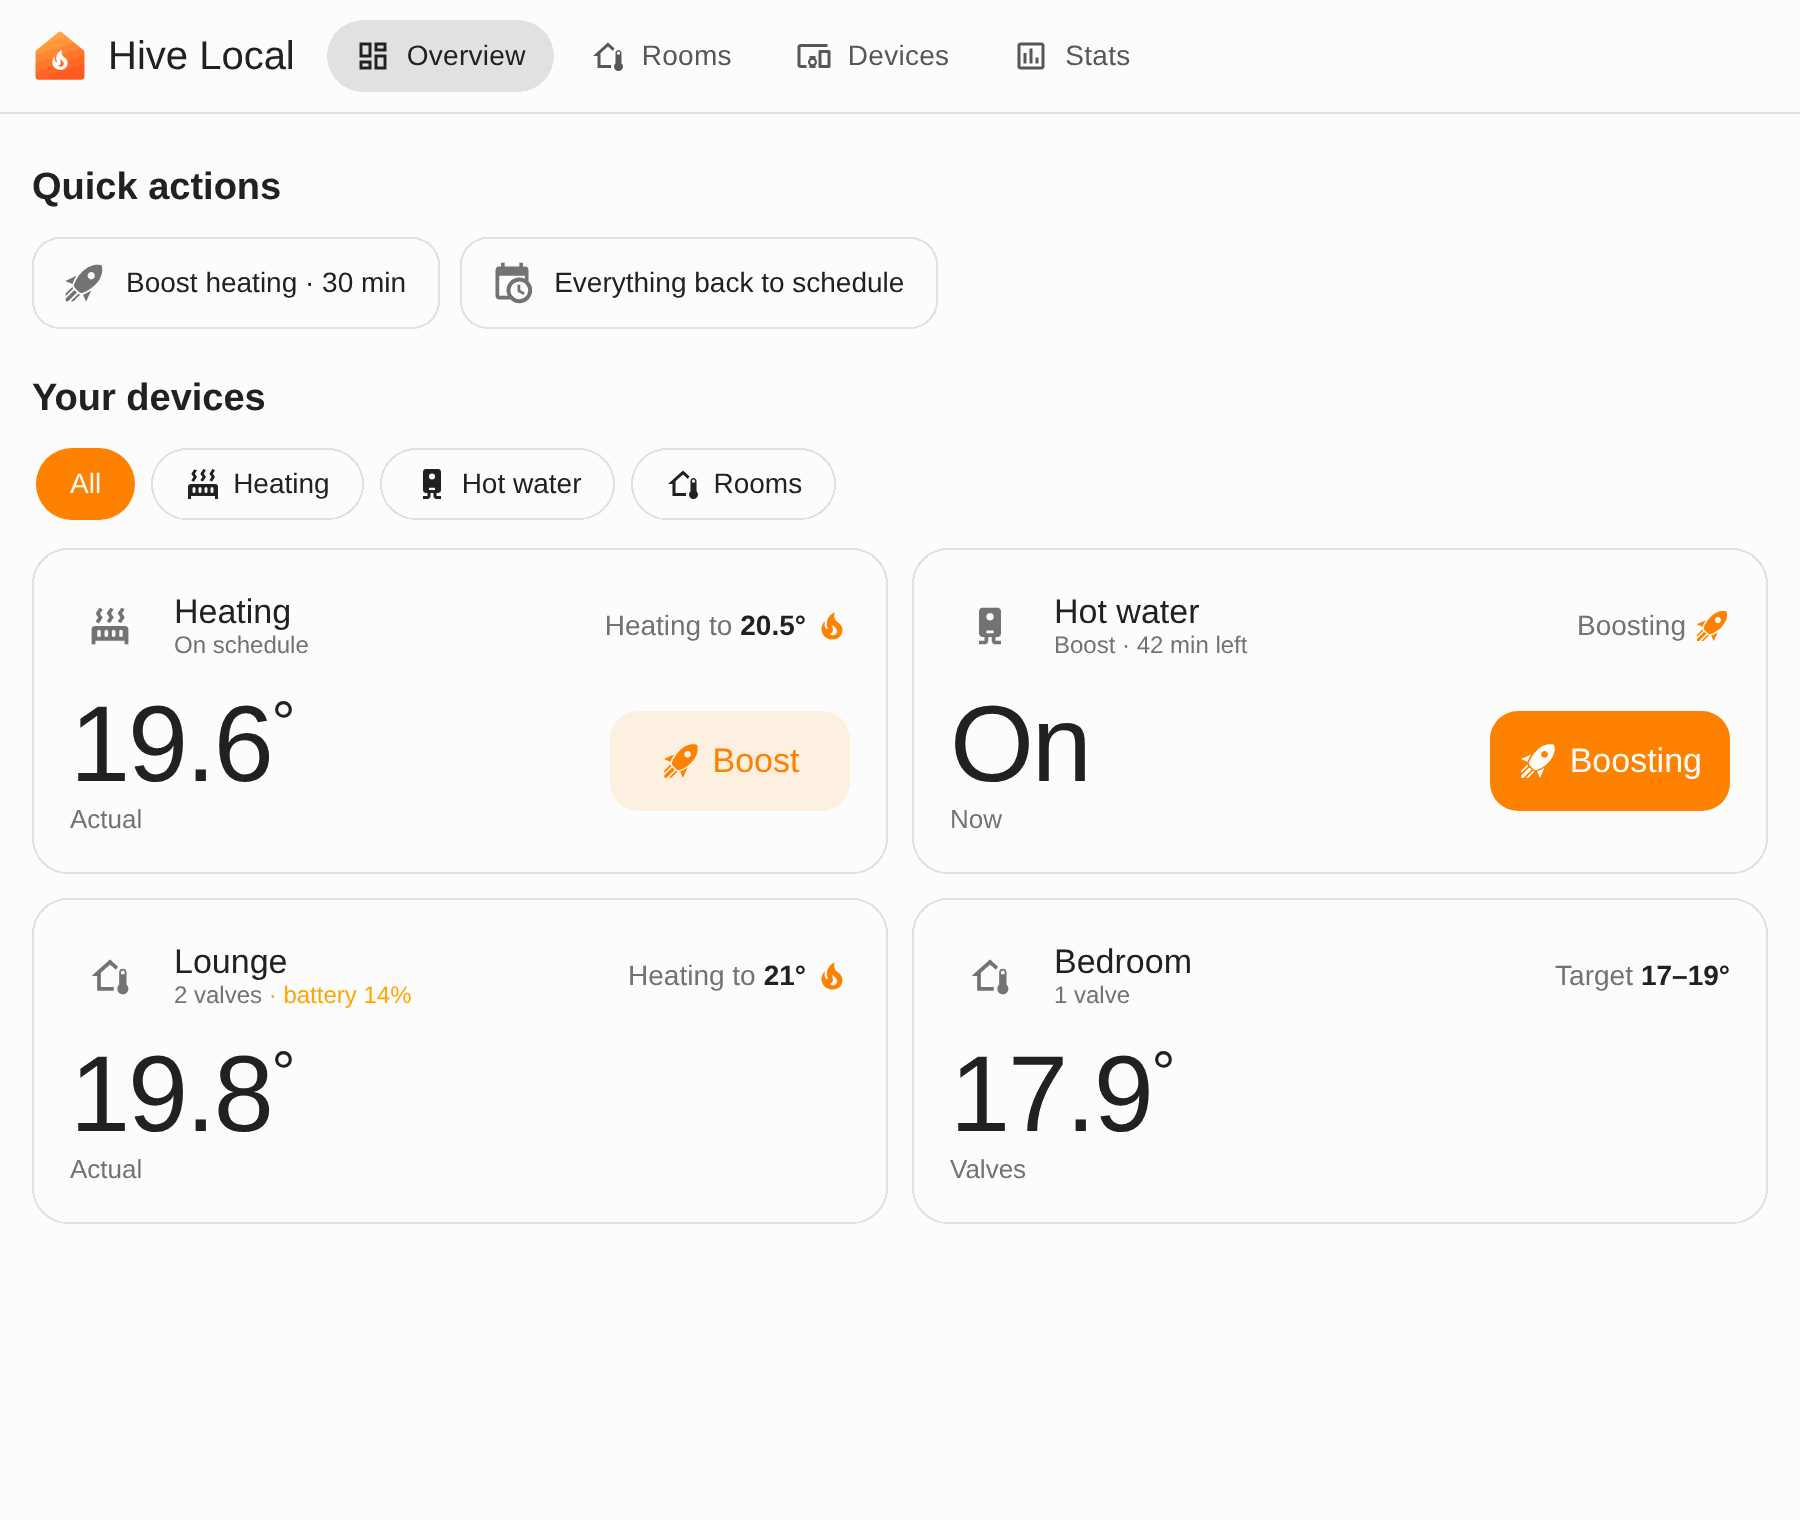 Hive Local
Overview
Rooms
Devices
Stats
Quick actions
Boost heating · 30 min
Everything back to schedule
Your devices
All
Heating
Hot water
Rooms
Heating
On schedule
Heating to 20.5°
19.6°
Actual
Boost
Hot water
Boost · 42 min left
Boosting
On
Now
Boosting
Lounge
2 valves · battery 14%
Heating to 21°
19.8°
Actual
Bedroom
1 valve
Target 17–19°
17.9°
Valves